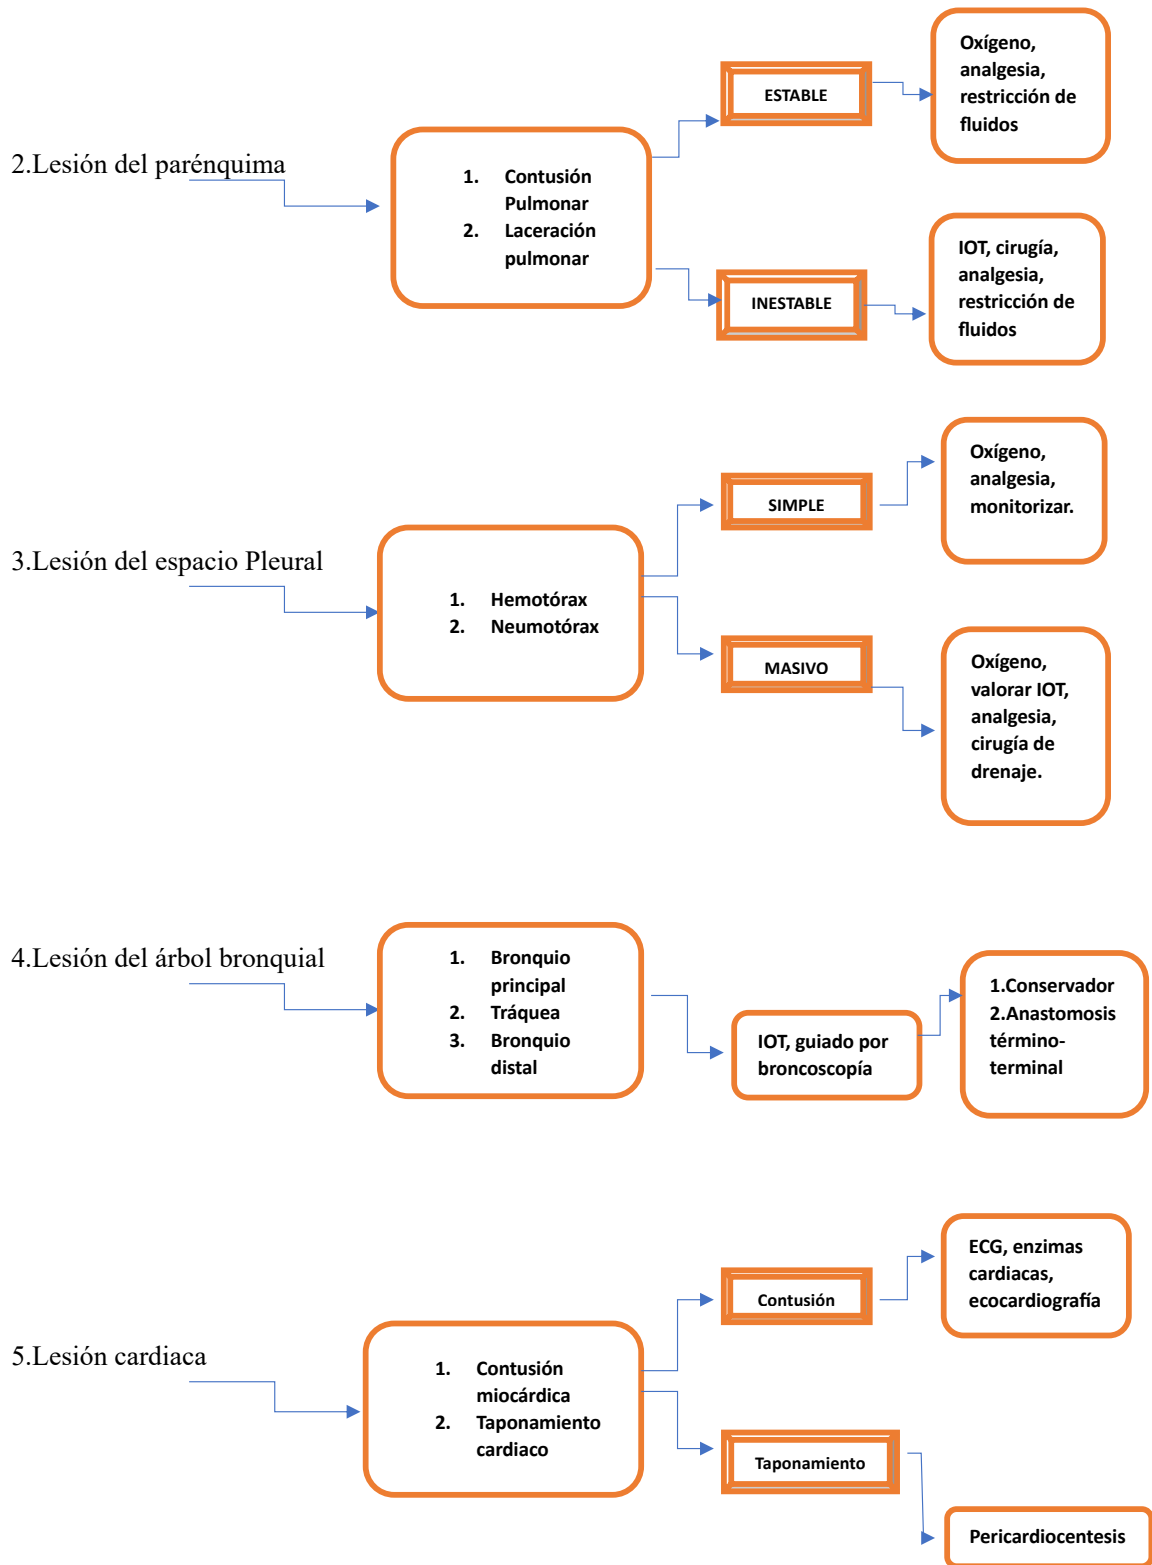 2.Lesión del parénquima
1. Contusión
Pulmonar
2. Laceración
pulmonar
ESTABLE
Oxígeno,
analgesia,
restricción de
fluidos
INESTABLE
IOT, cirugía,
analgesia,
restricción de
fluidos
3.Lesión del espacio Pleural
1. Hemotórax
2. Neumotórax
SIMPLE
Oxígeno,
analgesia,
monitorizar.
MASIVO
Oxígeno,
valorar IOT,
analgesia,
cirugía de
drenaje.
4.Lesión del árbol bronquial
1. Bronquio
principal
2. Tráquea
3. Bronquio
distal
IOT, guiado por
broncoscopía
1.Conservador
2.Anastomosis
término-
terminal
5.Lesión cardiaca
1. Contusión
miocárdica
2. Taponamiento
cardiaco
Contusión
ECG, enzimas
cardiacas,
ecocardiografía
Taponamiento
Pericardiocentesis